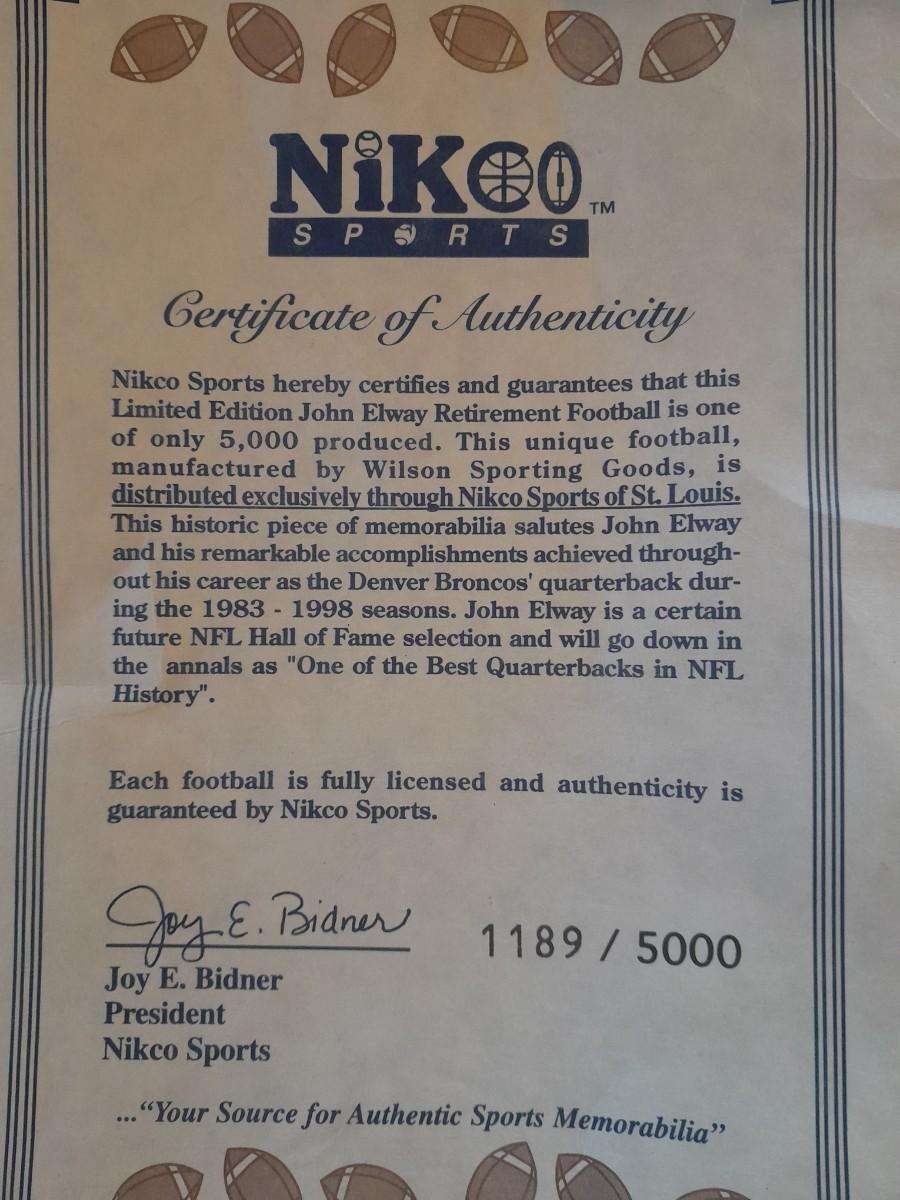 NiKCO TM
SPORTS
Certificate of Authenticity
Nikco Sports hereby certifies and guarantees that this
Limited Edition John Elway Retirement Football is one
of only 5,000 produced. This unique football,
manufactured by Wilson Sporting Goods, is
distributed exclusively through Nikco Sports of St. Louis.
This historic piece of memorabilia salutes John Elway
and his remarkable accomplishments achieved through-
out his career as the Denver Broncos' quarterback dur-
ing the 1983 - 1998 seasons. John Elway is a certain
future NFL Hall of Fame selection and will go down in
the annals as "One of the Best Quarterbacks in NFL
History".
Each football is fully licensed and authenticity is
guaranteed by Nikco Sports.
Joy E. Bidner
1189 / 5000
Joy E. Bidner
President
Nikco Sports
..."Your Source for Authentic Sports Memorabilia"